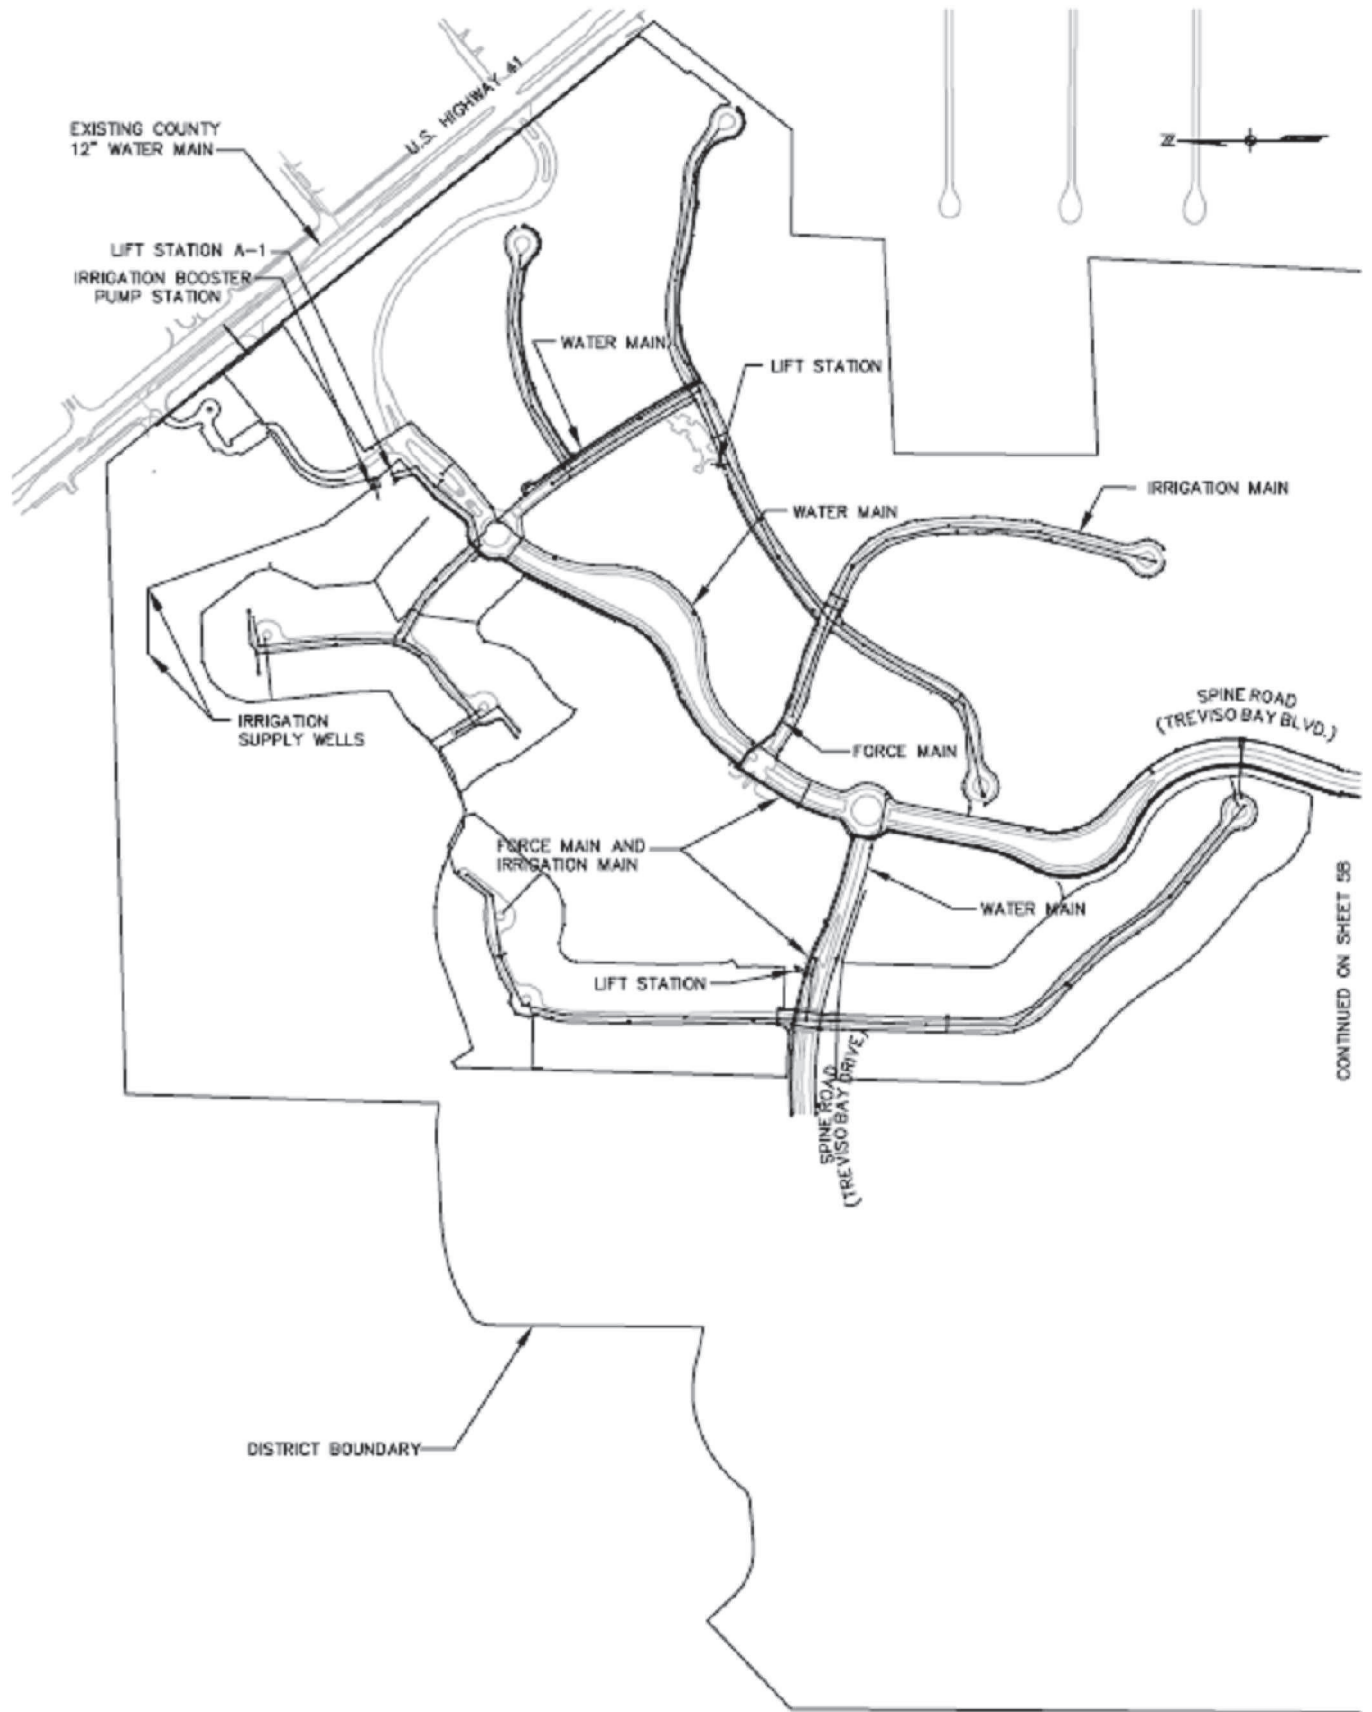 U.S. HIGHWAY 41
EXISTING COUNTY
12" WATER MAIN
N
LIFT STATION A-1
IRRIGATION BOOSTER
PUMP STATION
WATER MAIN
LIFT STATION
IRRIGATION MAIN
WATER MAIN
SPINE ROAD
(TREVISO BAY BLVD.)
IRRIGATION
SUPPLY WELLS
FORCE MAIN
FORCE MAIN AND
IRRIGATION MAIN
WATER MAIN
LIFT STATION
CONTINUED ON SHEET 5B
SPINE ROAD
(TREVISO BAY DRIVE)
DISTRICT BOUNDARY